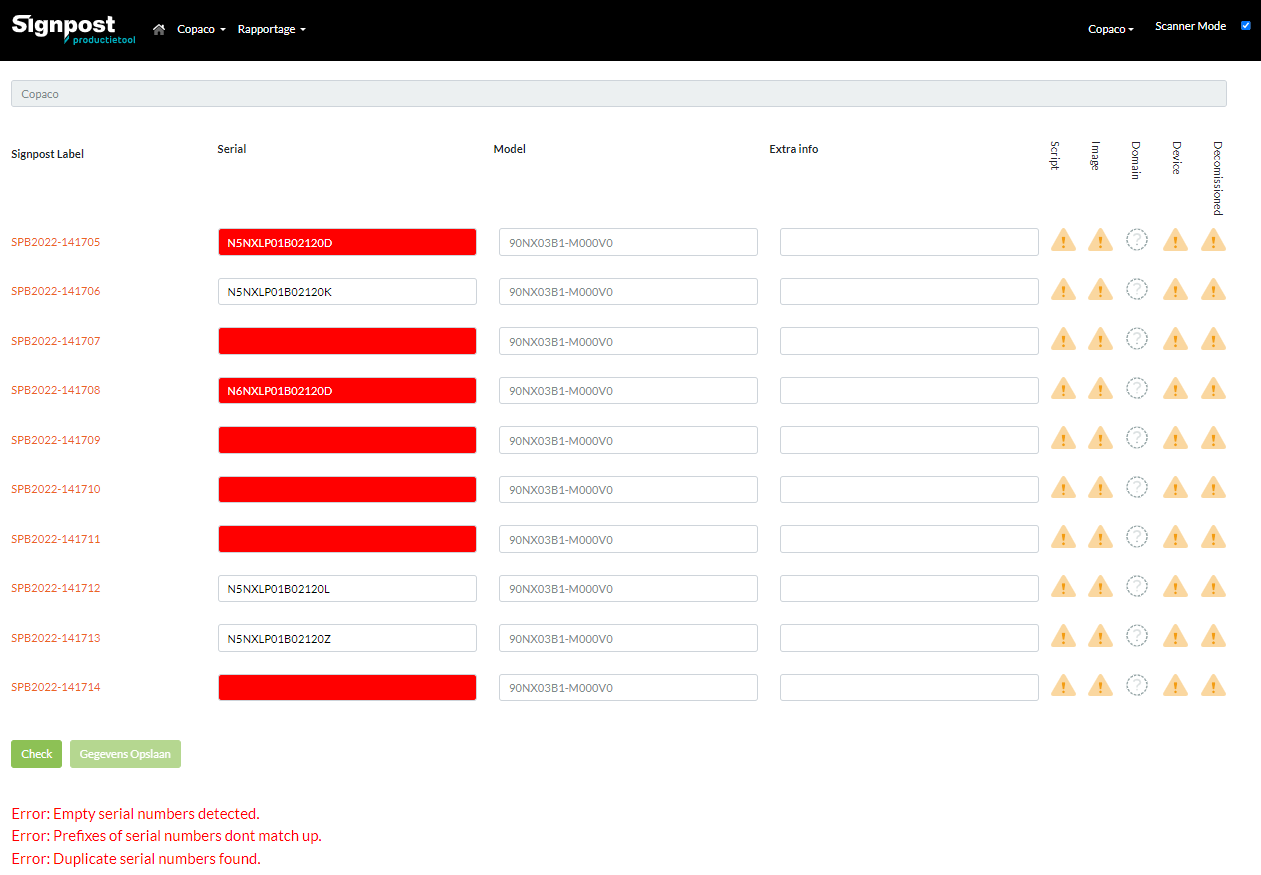 Signpost
productietool
Copaco
Rapportage
Copaco
Scanner Mode
Copaco
Signpost Label
Serial
Model
Extra info
Script
Image
Domain
Device
Decomissioned
SPB2022-141705 N5NXLP01B02120D 90NX03B1-M000V0
SPB2022-141706 N5NXLP01B02120K 90NX03B1-M000V0
SPB2022-141707 90NX03B1-M000V0
SPB2022-141708 N6NXLP01B02120D 90NX03B1-M000V0
SPB2022-141709 90NX03B1-M000V0
SPB2022-141710 90NX03B1-M000V0
SPB2022-141711 90NX03B1-M000V0
SPB2022-141712 N5NXLP01B02120L 90NX03B1-M000V0
SPB2022-141713 N5NXLP01B02120Z 90NX03B1-M000V0
SPB2022-141714 90NX03B1-M000V0
Check
Gegevens Opslaan
Error: Empty serial numbers detected.
Error: Prefixes of serial numbers dont match up.
Error: Duplicate serial numbers found.